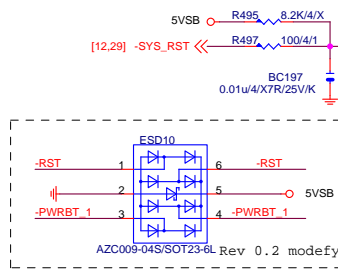 5VSB
R495
8.2K/4/X
[12,29] -SYS_RST
R497
100/4/1
BC197
0.01u/4/X7R/25V/K
ESD10
-RST
1
6
-RST
2
5
5VSB
-PWRBT_1
3
4
-PWRBT_1
AZC009-04S/SOT23-6L
Rev 0.2 modefy